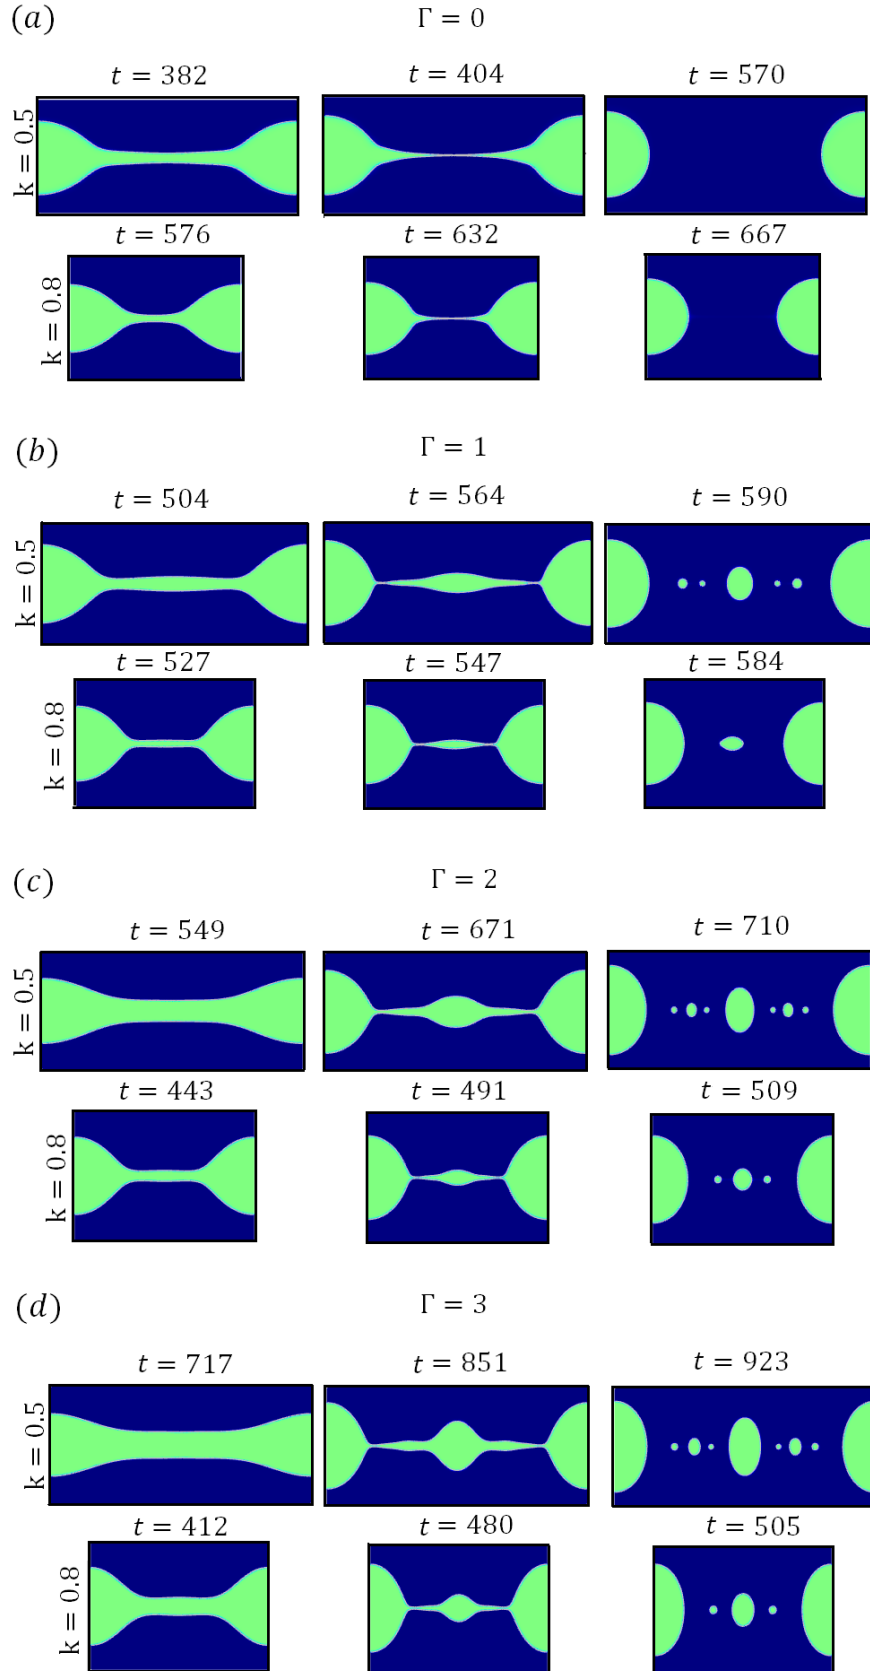 (a) Γ = 0
t = 382 t = 404 t = 570
k = 0.5
t = 576 t = 632 t = 667
k = 0.8
(b) Γ = 1
t = 504 t = 564 t = 590
k = 0.5
t = 527 t = 547 t = 584
k = 0.8
(c) Γ = 2
t = 549 t = 671 t = 710
k = 0.5
t = 443 t = 491 t = 509
k = 0.8
(d) Γ = 3
t = 717 t = 851 t = 923
k = 0.5
t = 412 t = 480 t = 505
k = 0.8